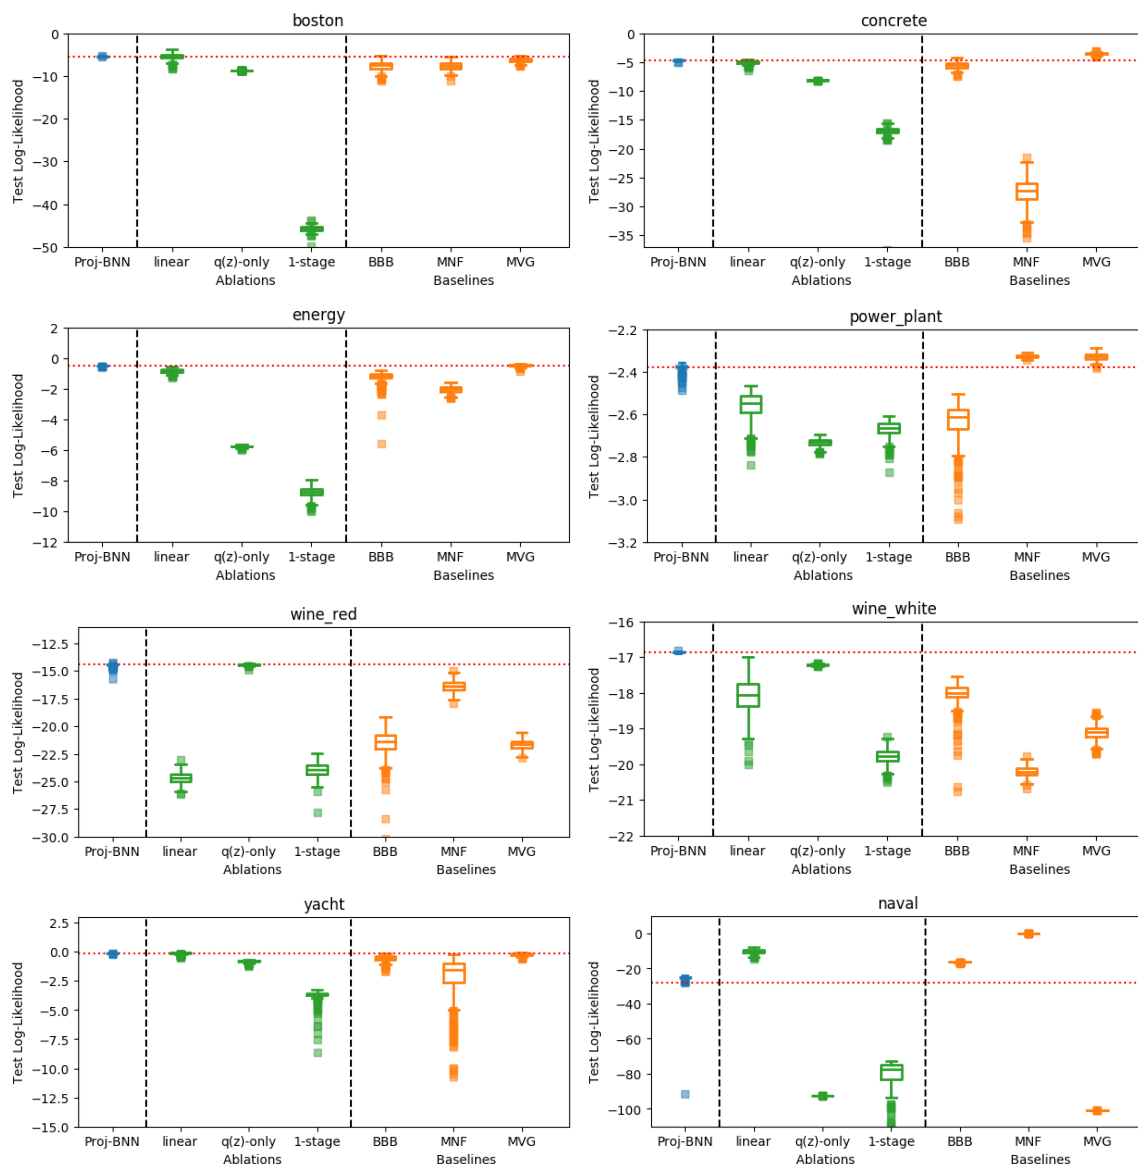 boston
Test Log-Likelihood
0
−10
−20
−30
−40
−50
Proj-BNN linear q(z)-only 1-stage BBB MNF MVG
Ablations Baselines
concrete
Test Log-Likelihood
0
−5
−10
−15
−20
−25
−30
−35
Proj-BNN linear q(z)-only 1-stage BBB MNF MVG
Ablations Baselines
energy
Test Log-Likelihood
2
0
−2
−4
−6
−8
−10
−12
Proj-BNN linear q(z)-only 1-stage BBB MNF MVG
Ablations Baselines
power_plant
Test Log-Likelihood
−2.2
−2.4
−2.6
−2.8
−3.0
−3.2
Proj-BNN linear q(z)-only 1-stage BBB MNF MVG
Ablations Baselines
wine_red
Test Log-Likelihood
−12.5
−15.0
−17.5
−20.0
−22.5
−25.0
−27.5
−30.0
Proj-BNN linear q(z)-only 1-stage BBB MNF MVG
Ablations Baselines
wine_white
Test Log-Likelihood
−16
−17
−18
−19
−20
−21
−22
Proj-BNN linear q(z)-only 1-stage BBB MNF MVG
Ablations Baselines
yacht
Test Log-Likelihood
2.5
0.0
−2.5
−5.0
−7.5
−10.0
−12.5
−15.0
Proj-BNN linear q(z)-only 1-stage BBB MNF MVG
Ablations Baselines
naval
Test Log-Likelihood
0
−20
−40
−60
−80
−100
Proj-BNN linear q(z)-only 1-stage BBB MNF MVG
Ablations Baselines